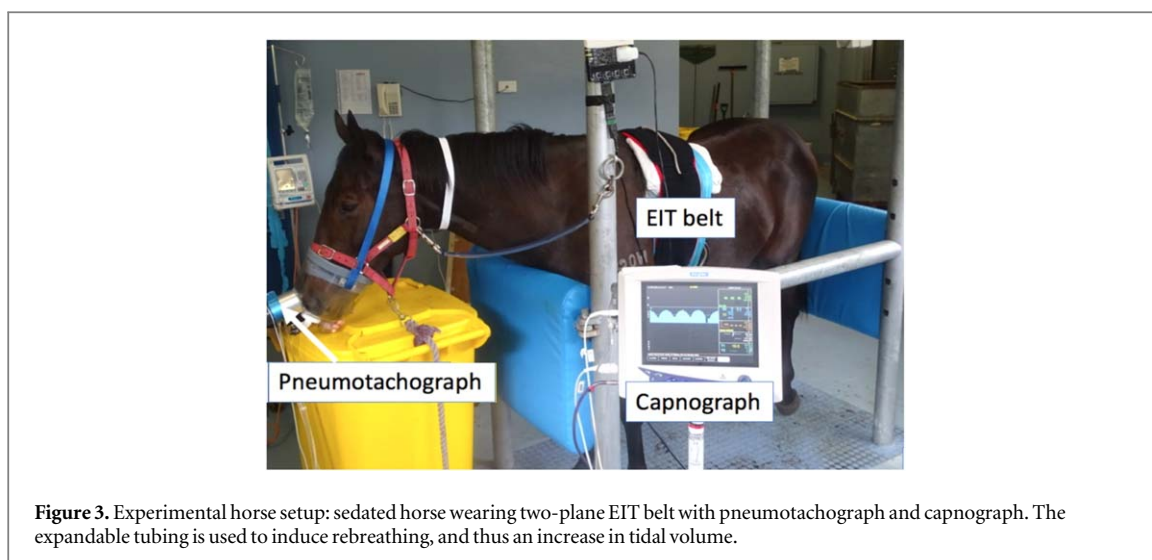 EIT belt
Pneumotachograph
Capnograph
Figure 3. Experimental horse setup: sedated horse wearing two-plane EIT belt with pneumotachograph and capnograph. The
expandable tubing is used to induce rebreathing, and thus an increase in tidal volume.